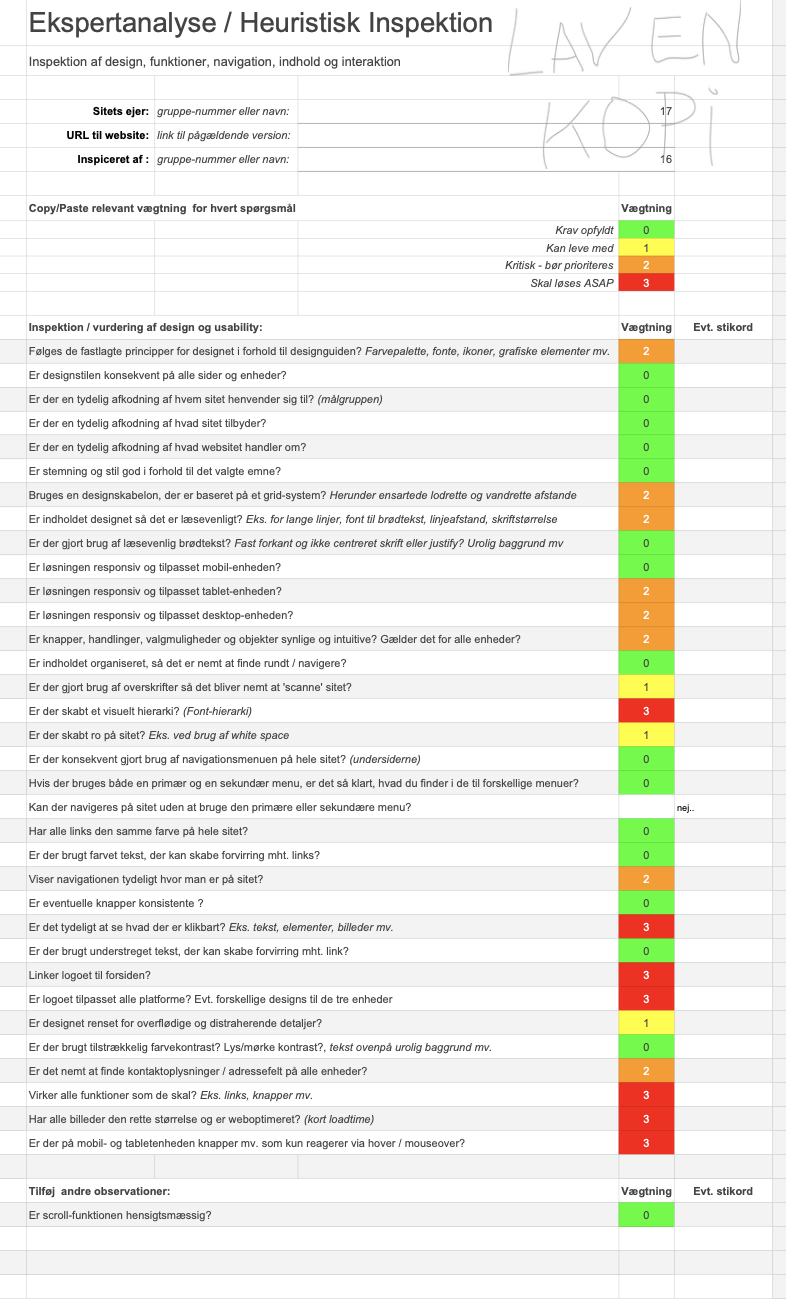 Ekspertanalyse / Heuristisk Inspektion
LAV EN
KOPI
Inspektion af design, funktioner, navigation, indhold og interaktion
Sitets ejer: gruppe-nummer eller navn: 17
URL til website: link til pågældende version:
Inspiceret af : gruppe-nummer eller navn: 16
Copy/Paste relevant vægtning for hvert spørgsmål Vægtning
Krav opfyldt 0
Kan leve med 1
Kritisk - bør prioriteres 2
Skal løses ASAP 3
Inspektion / vurdering af design og usability: Vægtning Evt. stikord
Følges de fastlagte principper for designet i forhold til designguiden? Farvepalette, fonte, ikoner, grafiske elementer mv. 2
Er designstilen konsekvent på alle sider og enheder? 0
Er der en tydelig afkodning af hvem sitet henvender sig til? (målgruppen) 0
Er der en tydelig afkodning af hvad sitet tilbyder? 0
Er der en tydelig afkodning af hvad websitet handler om? 0
Er stemning og stil god i forhold til det valgte emne? 0
Bruges en designskabelon, der er baseret på et grid-system? Herunder ensartede lodrette og vandrette afstande 2
Er indholdet designet så det er læsevenligt? Eks. for lange linjer, font til brødtekst, linjeafstand, skriftstørrelse 2
Er der gjort brug af læsevenlig brødtekst? Fast forkant og ikke centreret skrift eller justify? Urolig baggrund mv 0
Er løsningen responsiv og tilpasset mobil-enheden? 0
Er løsningen responsiv og tilpasset tablet-enheden? 2
Er løsningen responsiv og tilpasset desktop-enheden? 2
Er knapper, handlinger, valgmuligheder og objekter synlige og intuitive? Gælder det for alle enheder? 2
Er indholdet organiseret, så det er nemt at finde rundt / navigere? 0
Er der gjort brug af overskrifter så det bliver nemt at 'scanne' sitet? 1
Er der skabt et visuelt hierarki? (Font-hierarki) 3
Er der skabt ro på sitet? Eks. ved brug af white space 1
Er der konsekvent gjort brug af navigationsmenuen på hele sitet? (undersiderne) 0
Hvis der bruges både en primær og en sekundær menu, er det så klart, hvad du finder i de til forskellige menuer? 0
Kan der navigeres på sitet uden at bruge den primære eller sekundære menu? nej..
Har alle links den samme farve på hele sitet? 0
Er der brugt farvet tekst, der kan skabe forvirring mht. links? 0
Viser navigationen tydeligt hvor man er på sitet? 2
Er eventuelle knapper konsistente ? 0
Er det tydeligt at se hvad der er klikbart? Eks. tekst, elementer, billeder mv. 3
Er der brugt understreget tekst, der kan skabe forvirring mht. link? 0
Linker logoet til forsiden? 3
Er logoet tilpasset alle platforme? Evt. forskellige designs til de tre enheder 3
Er designet renset for overflødige og distraherende detaljer? 1
Er der brugt tilstrækkelig farvekontrast? Lys/mørke kontrast?, tekst ovenpå urolig baggrund mv. 0
Er det nemt at finde kontaktoplysninger / adressefelt på alle enheder? 2
Virker alle funktioner som de skal? Eks. links, knapper mv. 3
Har alle billeder den rette størrelse og er weboptimeret? (kort loadtime) 3
Er der på mobil- og tabletenheden knapper mv. som kun reagerer via hover / mouseover? 3
Tilføj andre observationer: Vægtning Evt. stikord
Er scroll-funktionen hensigtsmæssig? 0